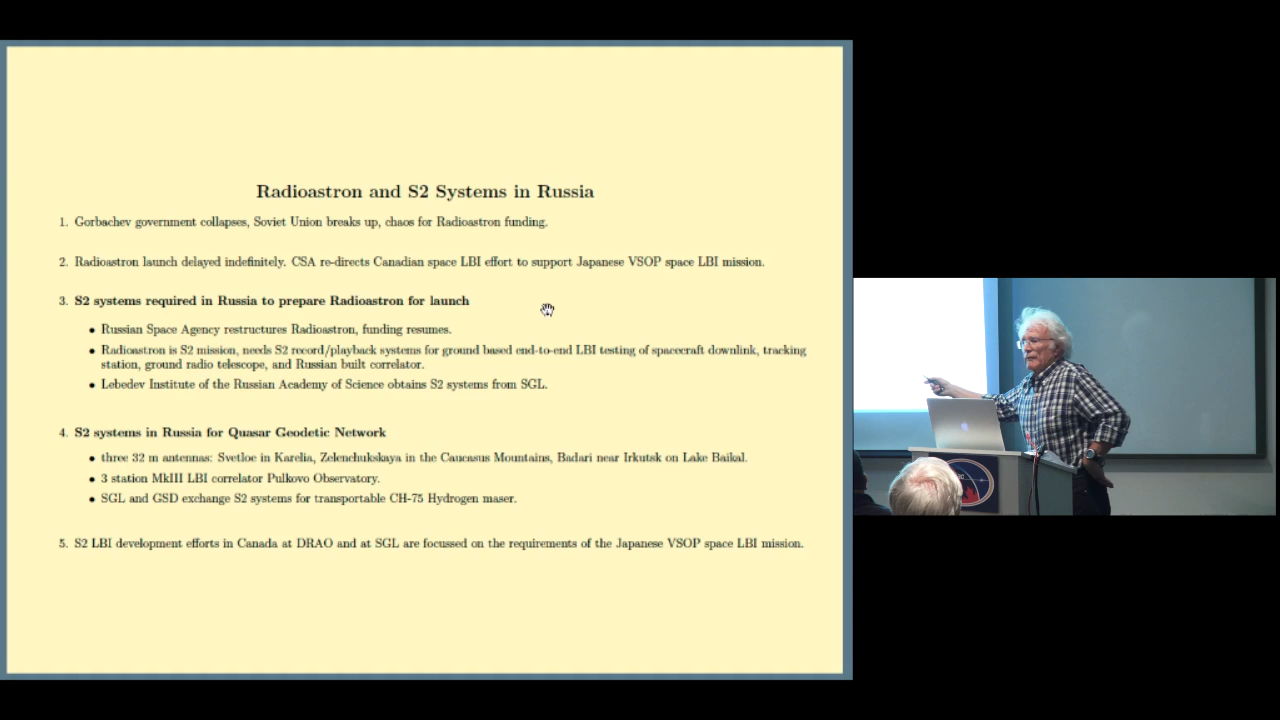 Radioastron and S2 Systems in Russia
1. Gorbachev government collapses, Soviet Union breaks up, chaos for Radioastron funding.
2. Radioastron launch delayed indefinitely. CSA re-directs Canadian space LBI effort to support Japanese VSOP space LBI mission.
3. S2 systems required in Russia to prepare Radioastron for launch
• Russian Space Agency restructures Radioastron, funding resumes.
• Radioastron is S2 mission, needs S2 record/playback systems for ground based end-to-end LBI testing of spacecraft downlink, tracking
station, ground radio telescope, and Russian built correlator.
• Lebedev Institute of the Russian Academy of Science obtains S2 systems from SGL.
4. S2 systems in Russia for Quasar Geodetic Network
• three 32 m antennas: Svetloe in Karelia, Zelenchukskaya in the Caucasus Mountains, Badari near Irkutsk on Lake Baikal.
• 3 station MkIII LBI correlator Pulkovo Observatory.
• SGL and GSD exchange S2 systems for transportable CH-75 Hydrogen maser.
5. S2 LBI development efforts in Canada at DRAO and at SGL are focussed on the requirements of the Japanese VSOP space LBI mission.